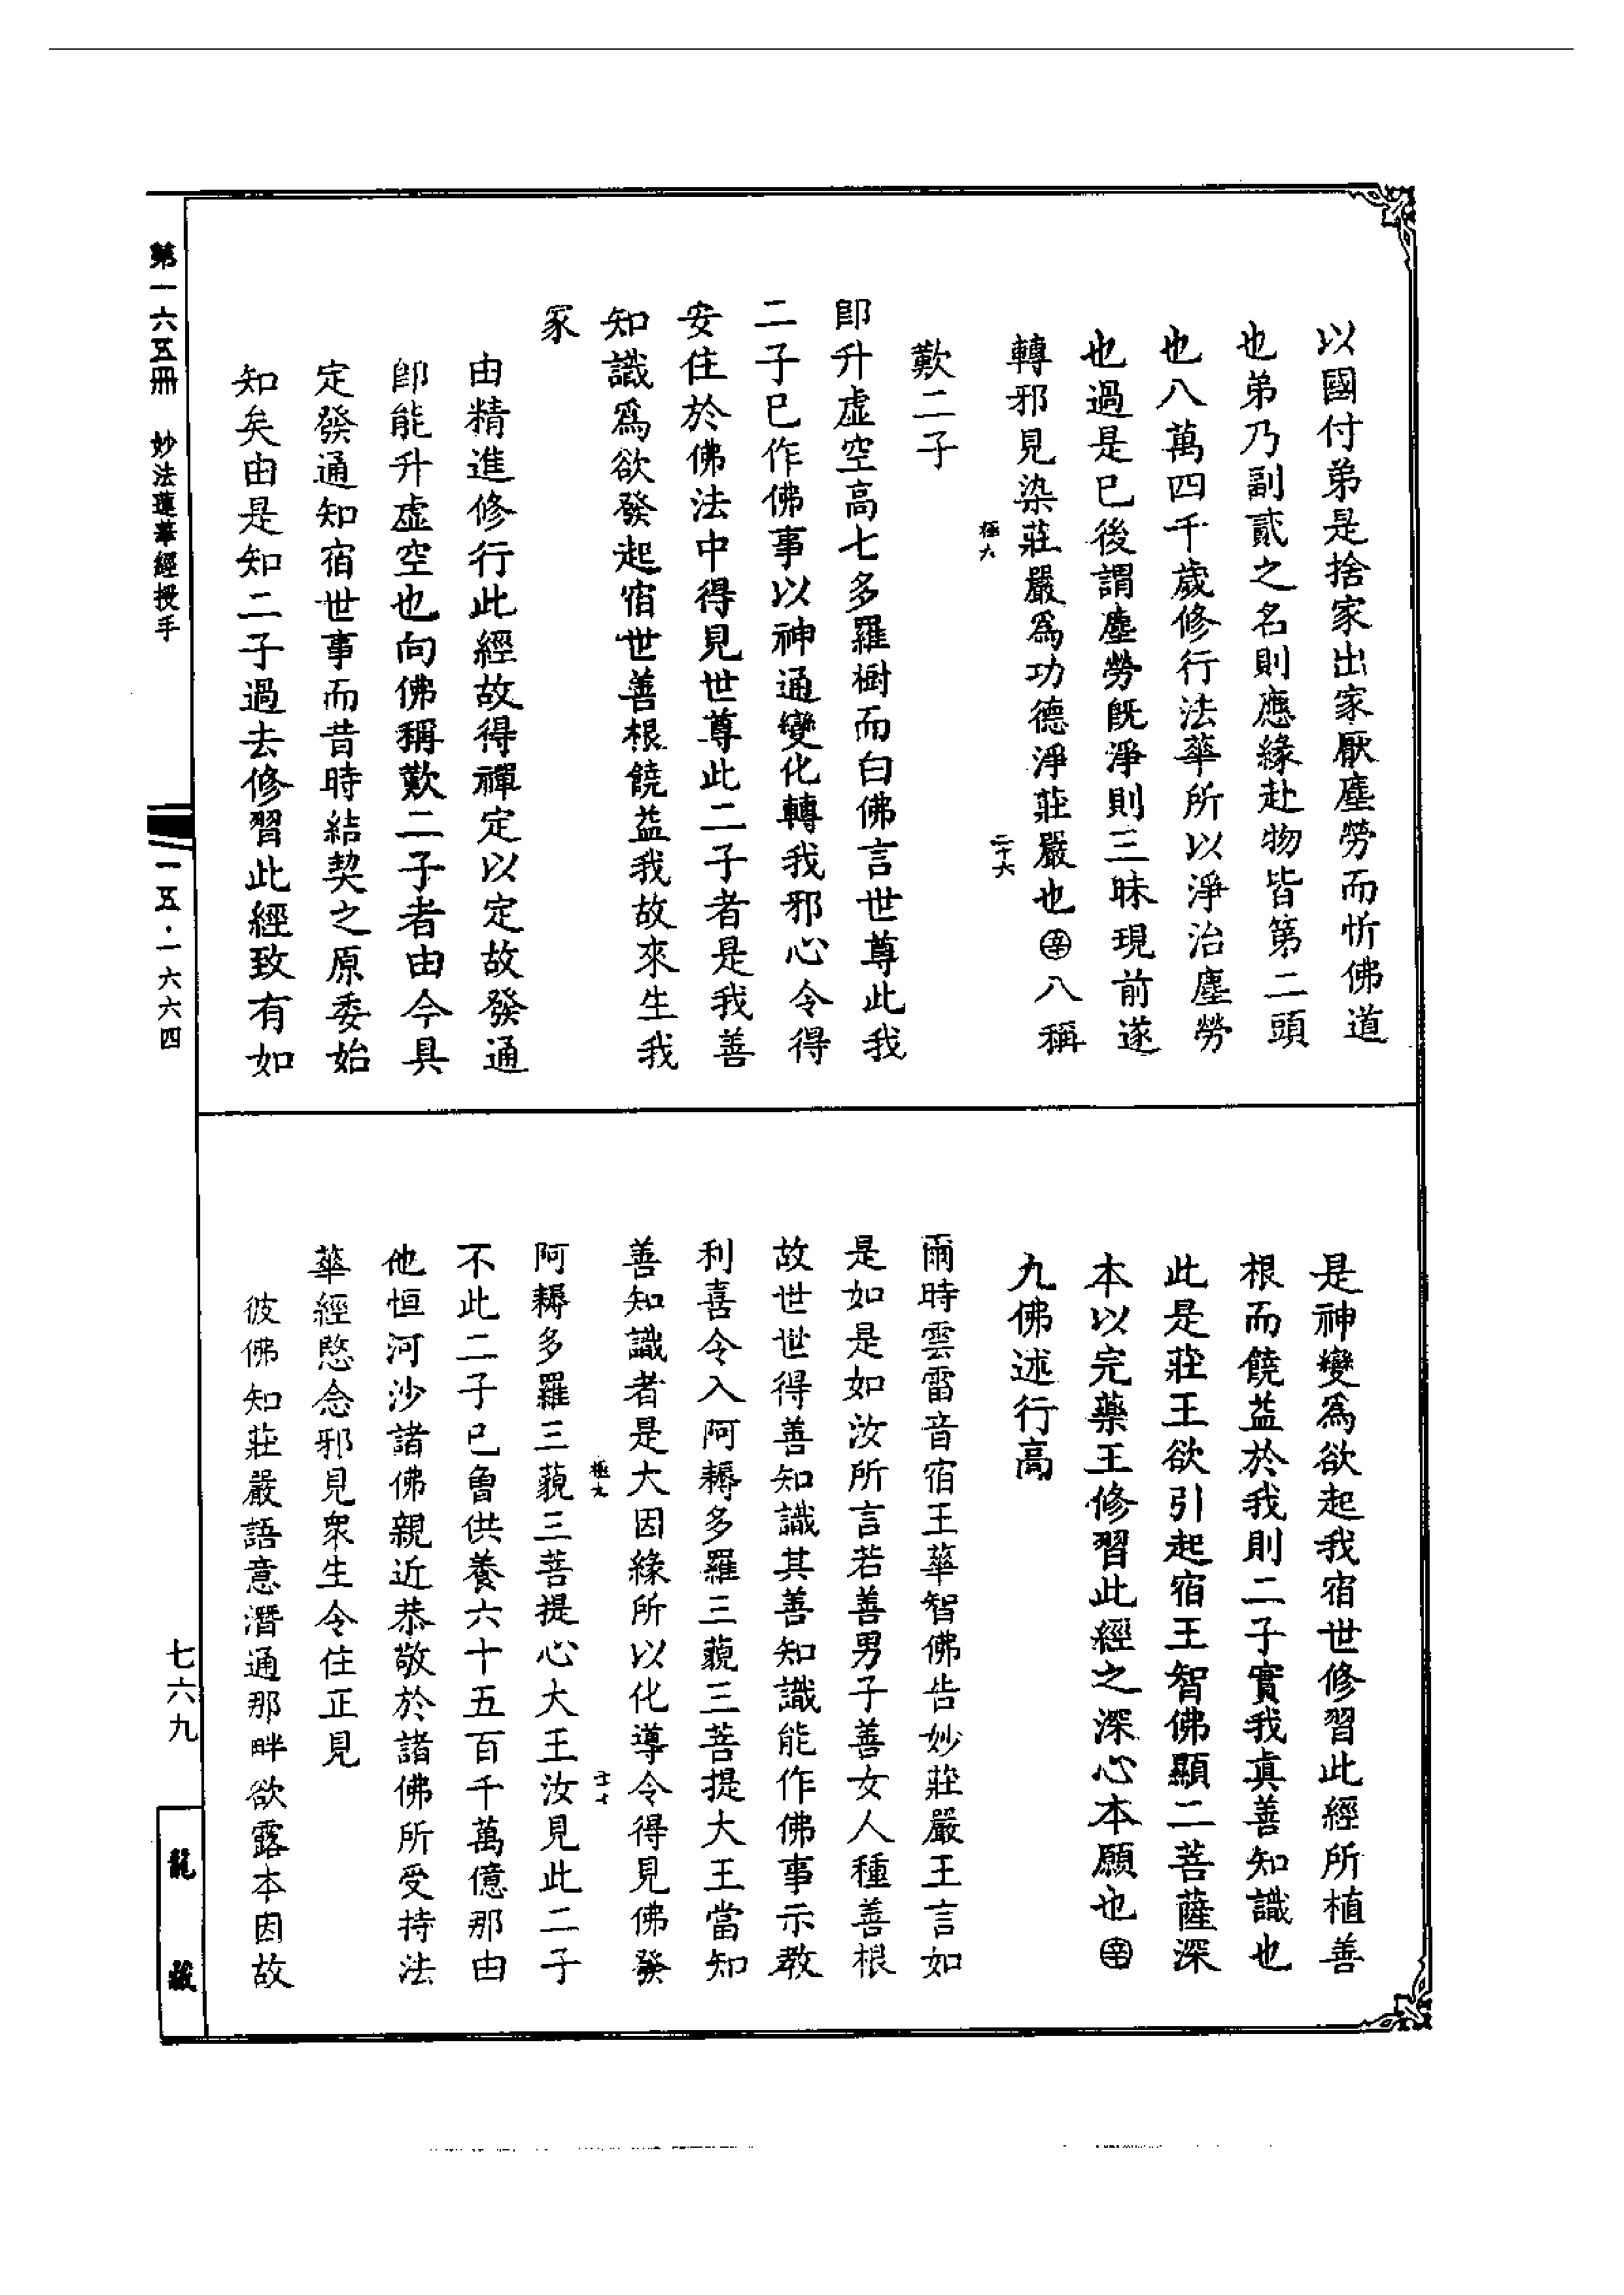 以國付弟是捨家出家厭塵勞而忻佛道
也弟乃副貳之名則應緣赴物皆第二頭
也八萬四千歲修行法華所以淨治塵勞
也過是已後謂塵勞既淨則三昧現前遂
轉邪見染莊嚴為功德淨莊嚴也㊛八稱
極六
二十六
歎二子
卽升虛空高七多羅樹而白佛言世尊此我
二子已作佛事以神通變化轉我邪心令得
安住於佛法中得見世尊此二子者是我善
知識爲欲發起宿世善根饒益我故來生我
家
由精進修行此經故得禪定以定故發通
卽能升虛空也向佛稱歎二子者由今具
定發通知宿世事而昔時結契之原委始
知矣由是知二子過去修習此經致有如
是神變爲欲起我宿世修習此經所植善
根而饒益於我則二子實我真善知識也
此是莊王欲引起宿王智佛顯二菩薩深
本以完藥王修習此經之深心本願也
九佛述行高
爾時雲雷音宿王華智佛告妙莊嚴王言如
是如是如汝所言若善男子善女人種善根
故世世得善知識其善知識能作佛事示教
利喜令入阿耨多羅三藐三菩提大王當知
善知識者是大因緣所以化導令得見佛發
阿耨多羅三藐三菩提心大王汝見此二子
不此二子已曾供養六十五百千萬億那由
他恒河沙諸佛親近恭敬於諸佛所受持法
華經愍念邪見衆生令住正見
彼佛知莊嚴語意潛通那畔欲露本因故
第一六五冊 妙法蓮華經授手
一五·一六六四
七六九
龍藏